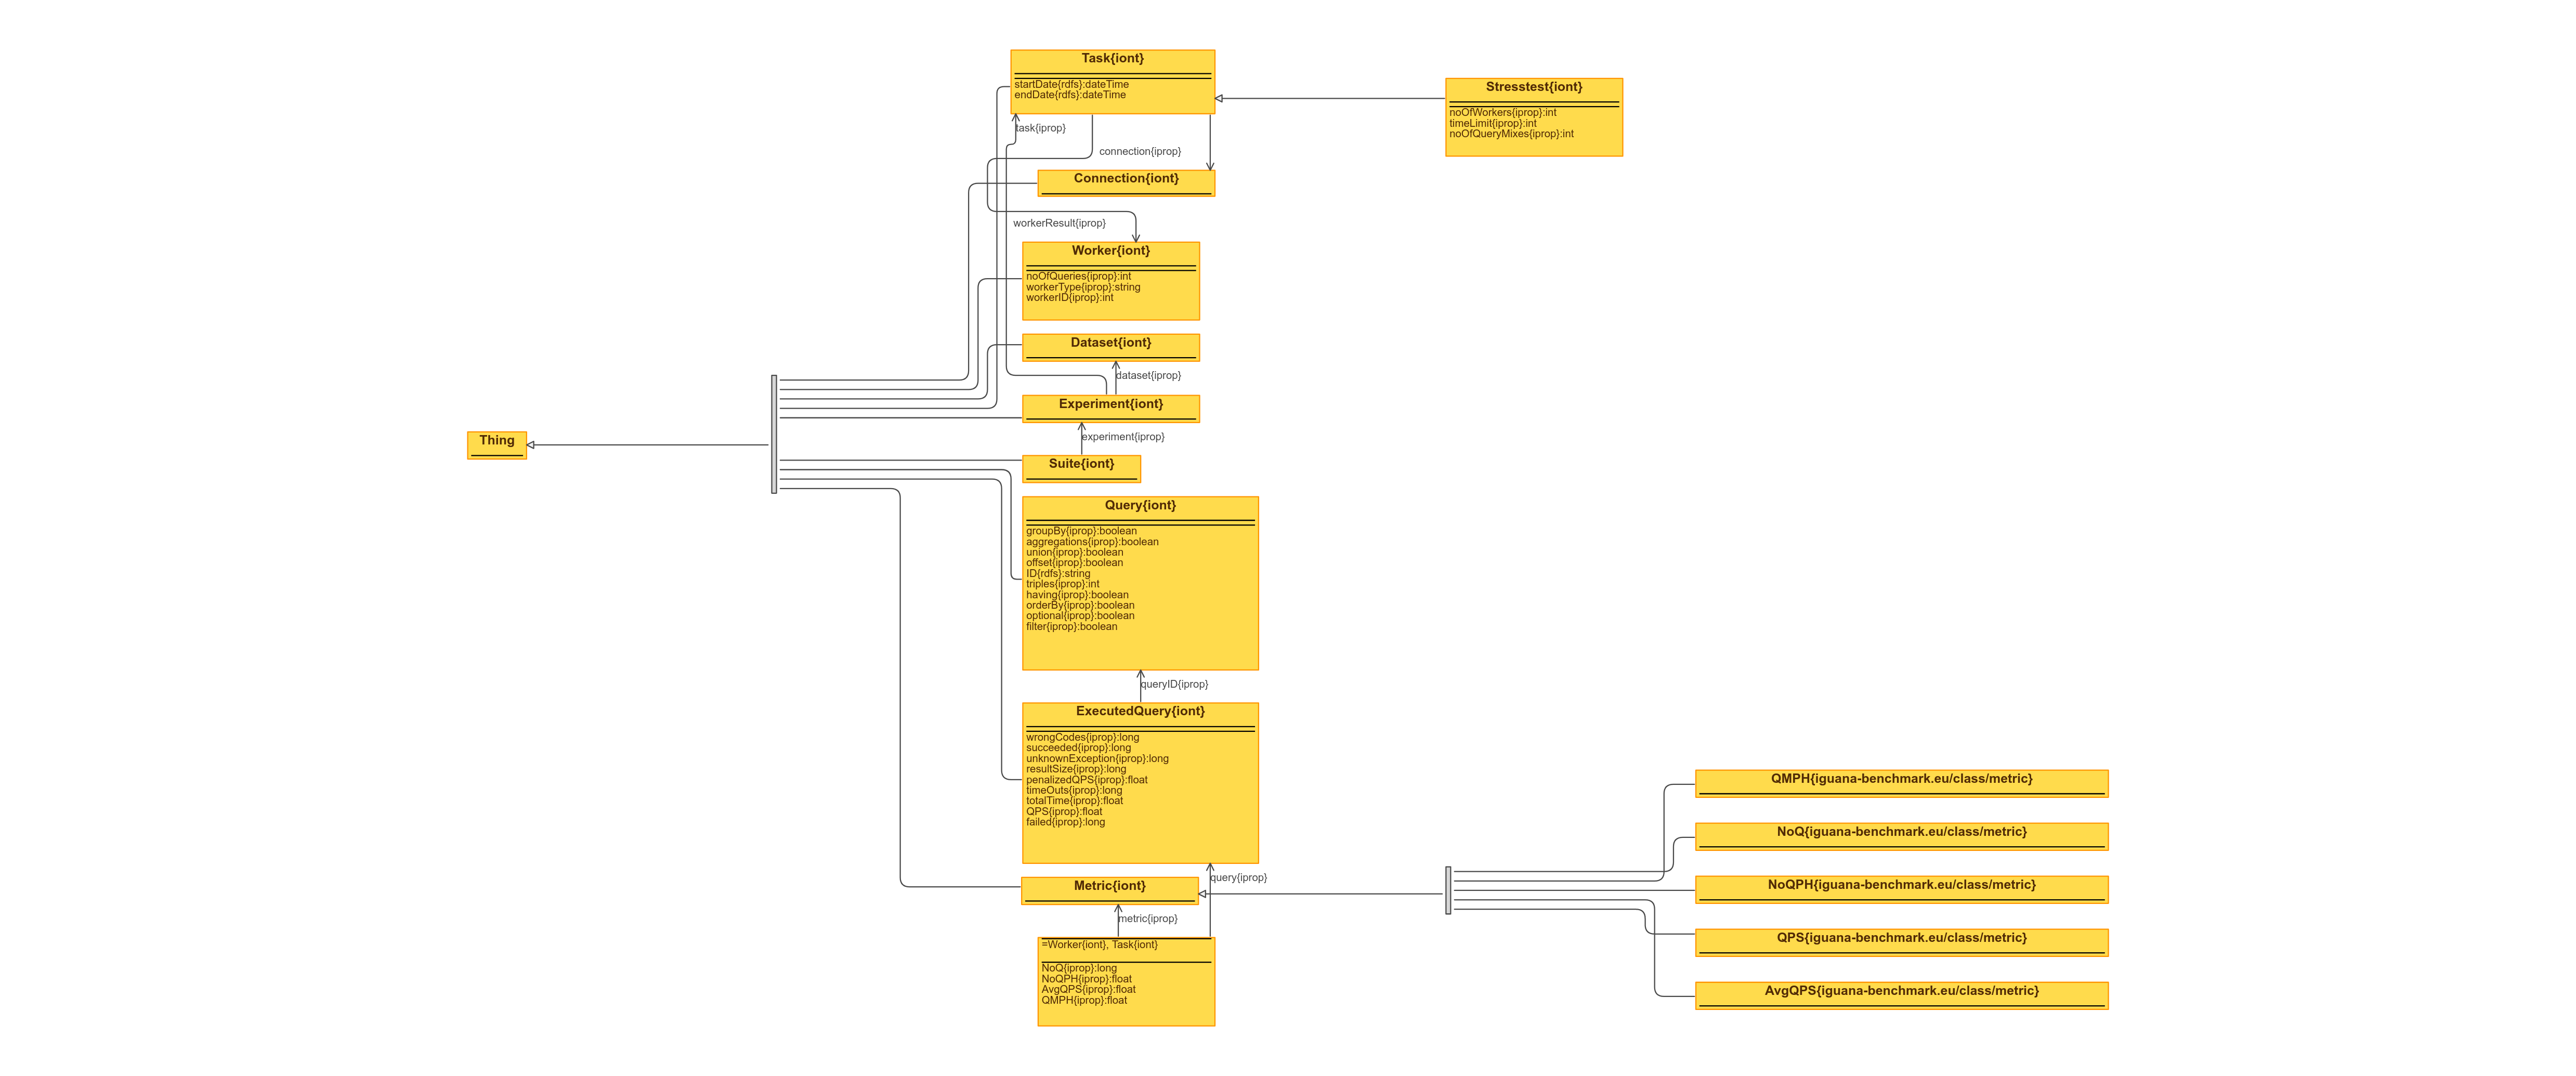 Task{iont}
startDate{rdfs}:dateTime
endDate{rdfs}:dateTime
Stresstest{iont}
noOfWorkers{iprop}:int
timeLimit{iprop}:int
noOfQueryMixes{iprop}:int
task{iprop}
connection{iprop}
Connection{iont}
workerResult{iprop}
Worker{iont}
noOfQueries{iprop}:int
workerType{iprop}:string
workerID{iprop}:int
Dataset{iont}
dataset{iprop}
Experiment{iont}
experiment{iprop}
Thing
Suite{iont}
Query{iont}
groupBy{iprop}:boolean
aggregations{iprop}:boolean
union{iprop}:boolean
offset{iprop}:boolean
ID{rdfs}:string
triples{iprop}:int
having{iprop}:boolean
orderBy{iprop}:boolean
optional{iprop}:boolean
filter{iprop}:boolean
queryID{iprop}
ExecutedQuery{iont}
wrongCodes{iprop}:long
succeeded{iprop}:long
unknownException{iprop}:long
resultSize{iprop}:long
penalizedQPS{iprop}:float
timeOuts{iprop}:long
totalTime{iprop}:float
QPS{iprop}:float
failed{iprop}:long
query{iprop}
Metric{iont}
metric{iprop}
=Worker{iont}, Task{iont}
NoQ{iprop}:long
NoQPH{iprop}:float
AvgQPS{iprop}:float
QMPH{iprop}:float
QMPH{iguana-benchmark.eu/class/metric}
NoQ{iguana-benchmark.eu/class/metric}
NoQPH{iguana-benchmark.eu/class/metric}
QPS{iguana-benchmark.eu/class/metric}
AvgQPS{iguana-benchmark.eu/class/metric}